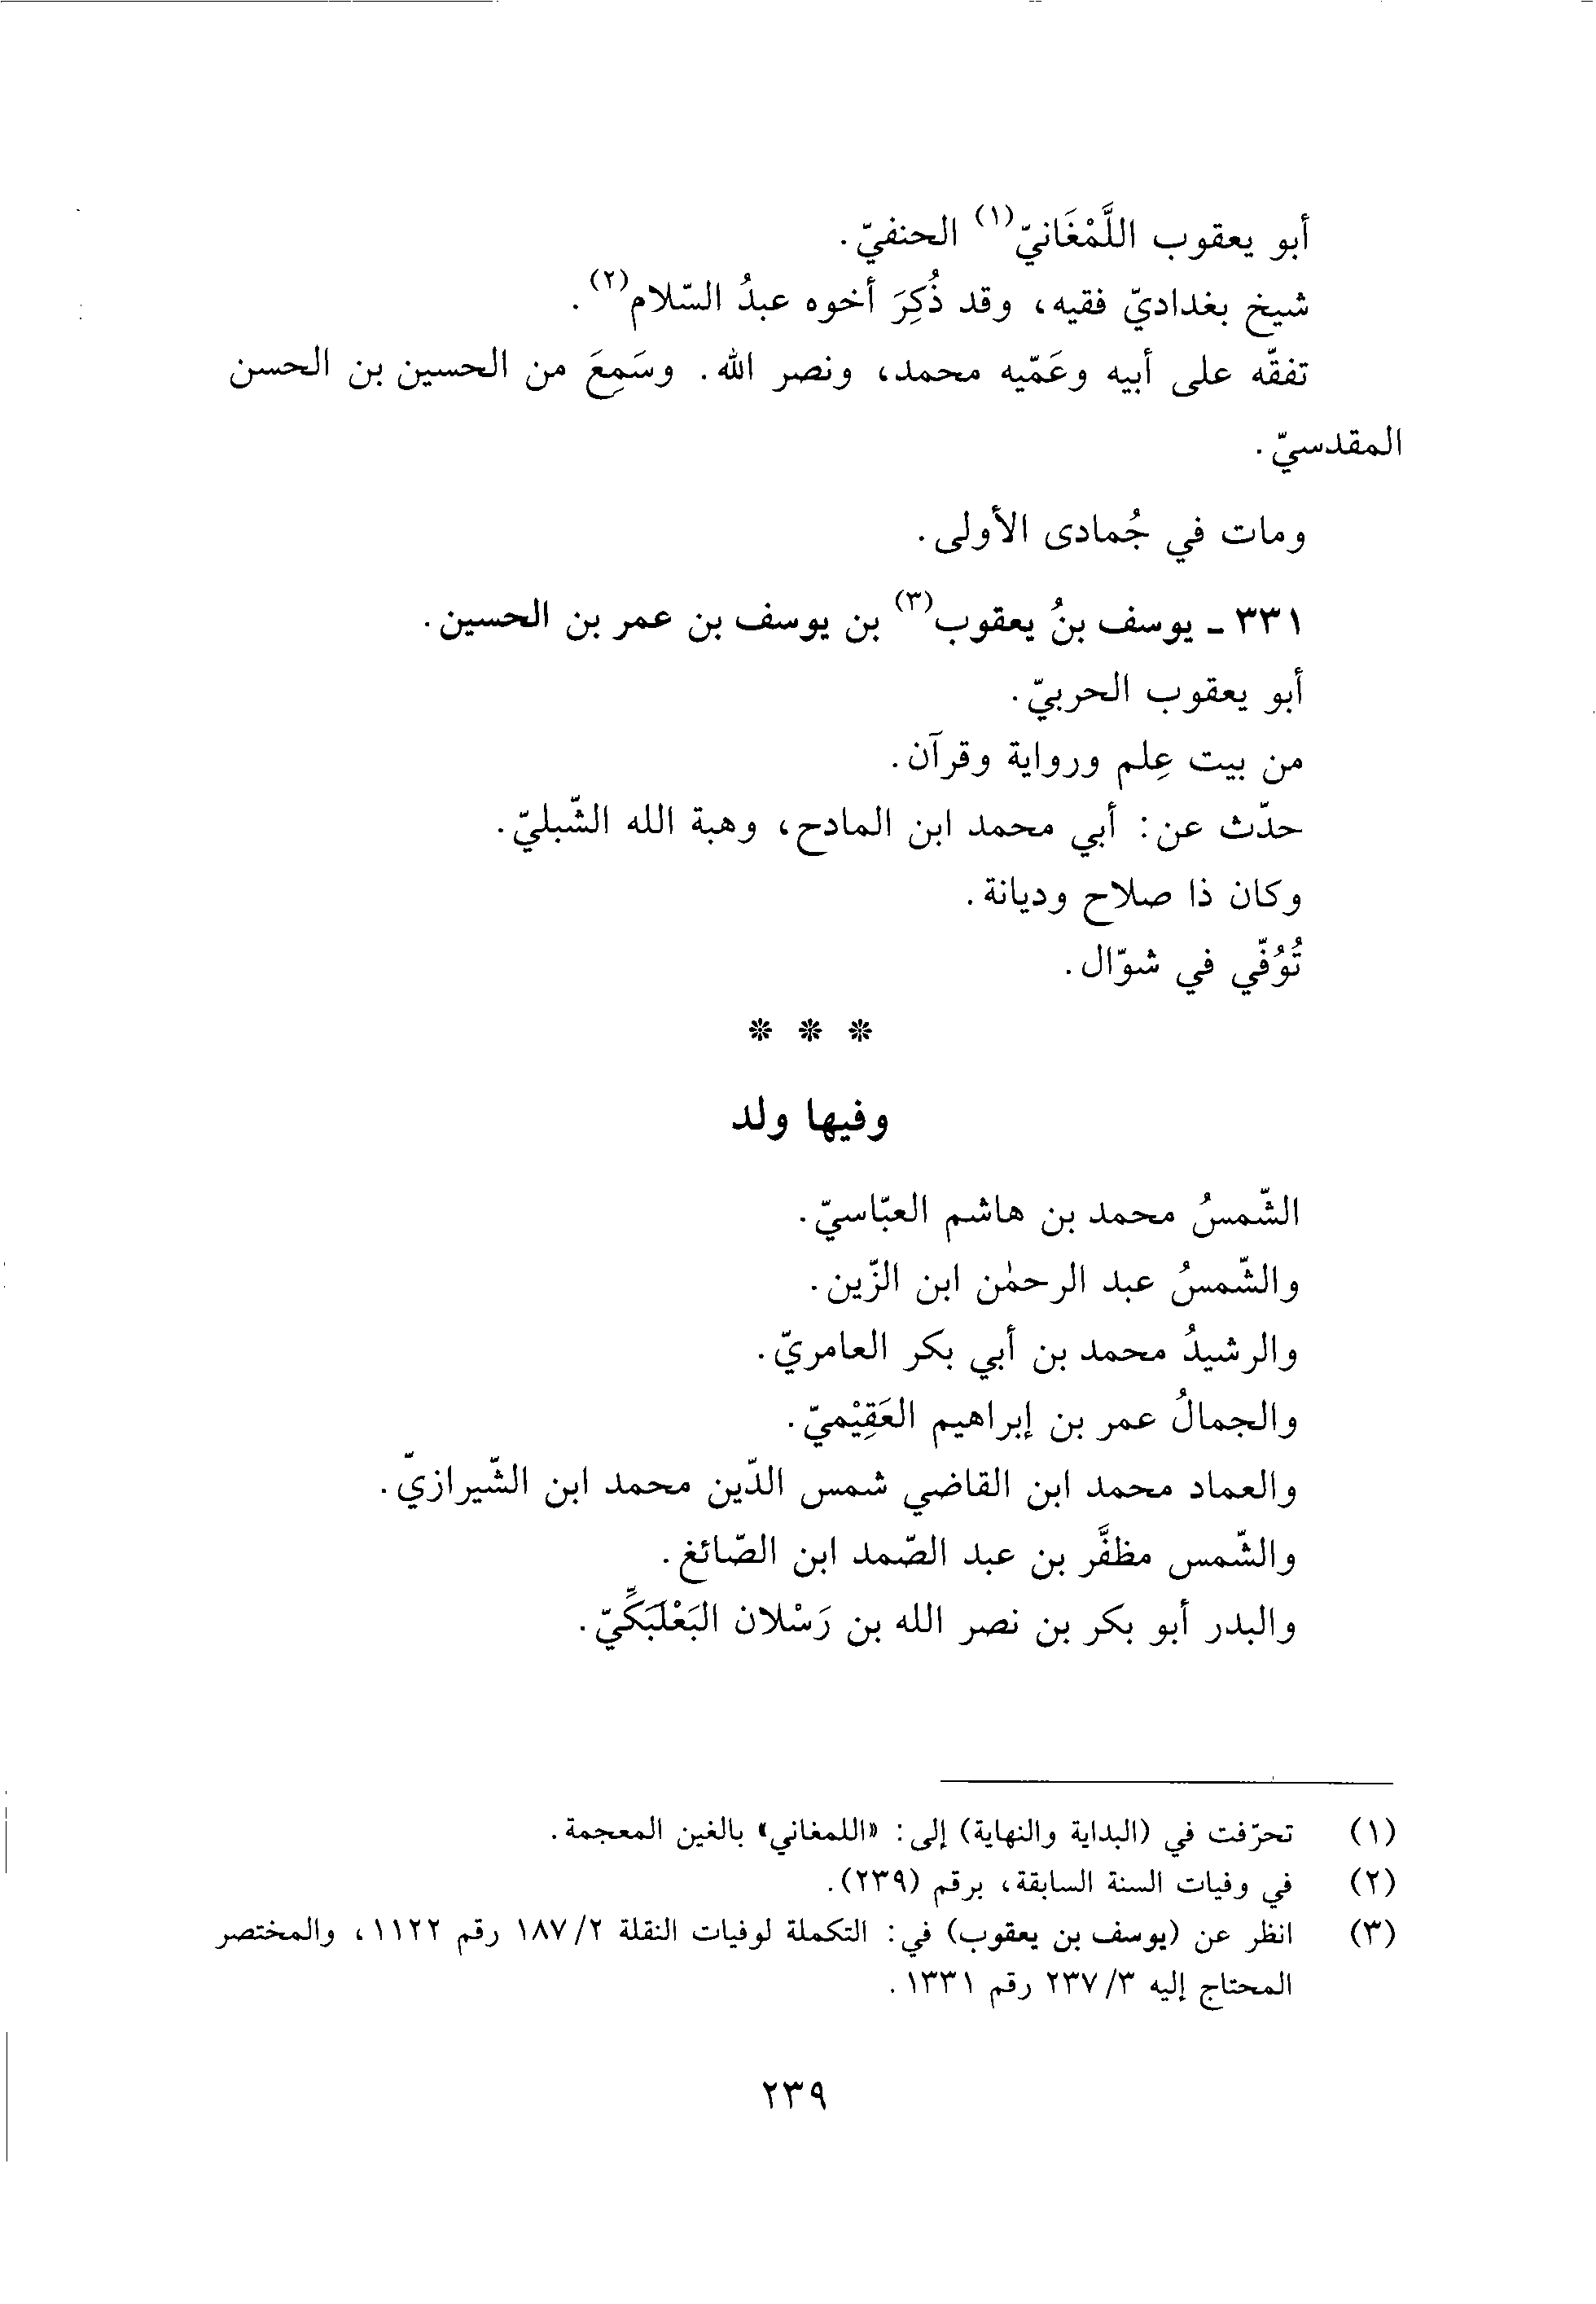 أبو يعقوب اللَّمْغَانيّ(١) الحنفيّ.
شيخ بغداديّ فقيه، وقد ذُكِرَ أخوه عبدُ السّلام(٢).
تفقّه على أبيه وعَمّيه محمد، ونصر الله. وسَمِعَ من الحسين بن الحسن
المقدسيّ.
ومات في جُمادى الأولى.
٣٣١ ـ يوسف بنُ يعقوب(٣) بن يوسف بن عمر بن الحسين.
أبو يعقوب الحربيّ.
من بيت عِلم ورواية وقرآن.
حدّث عن: أبي محمد ابن المادح، وهبة الله الشّبليّ.
وكان ذا صلاح وديانة.
تُوُفّي في شوّال.
* * *
وفيها ولد
الشّمسُ محمد بن هاشم العبّاسيّ.
والشّمسُ عبد الرحمٰن ابن الزّين.
والرشيدُ محمد بن أبي بكر العامريّ.
والجمالُ عمر بن إبراهيم العَقِيْميّ.
والعماد محمد ابن القاضي شمس الدّين محمد ابن الشّيرازيّ.
والشّمس مظفَّر بن عبد الصّمد ابن الصّائغ.
والبدر أبو بكر بن نصر الله بن رَسْلان البَعْلَبَكِّيّ.
(١) تحرّفت في (البداية والنهاية) إلى: «اللمغاني» بالغين المعجمة.
(٢) في وفيات السنة السابقة، برقم (٢٣٩).
(٣) انظر عن (يوسف بن يعقوب) في: التكملة لوفيات النقلة ٢/ ١٨٧ رقم ١١٢٢، والمختصر
المحتاج إليه ٣/ ٢٣٧ رقم ١٣٣١.
٢٣٩